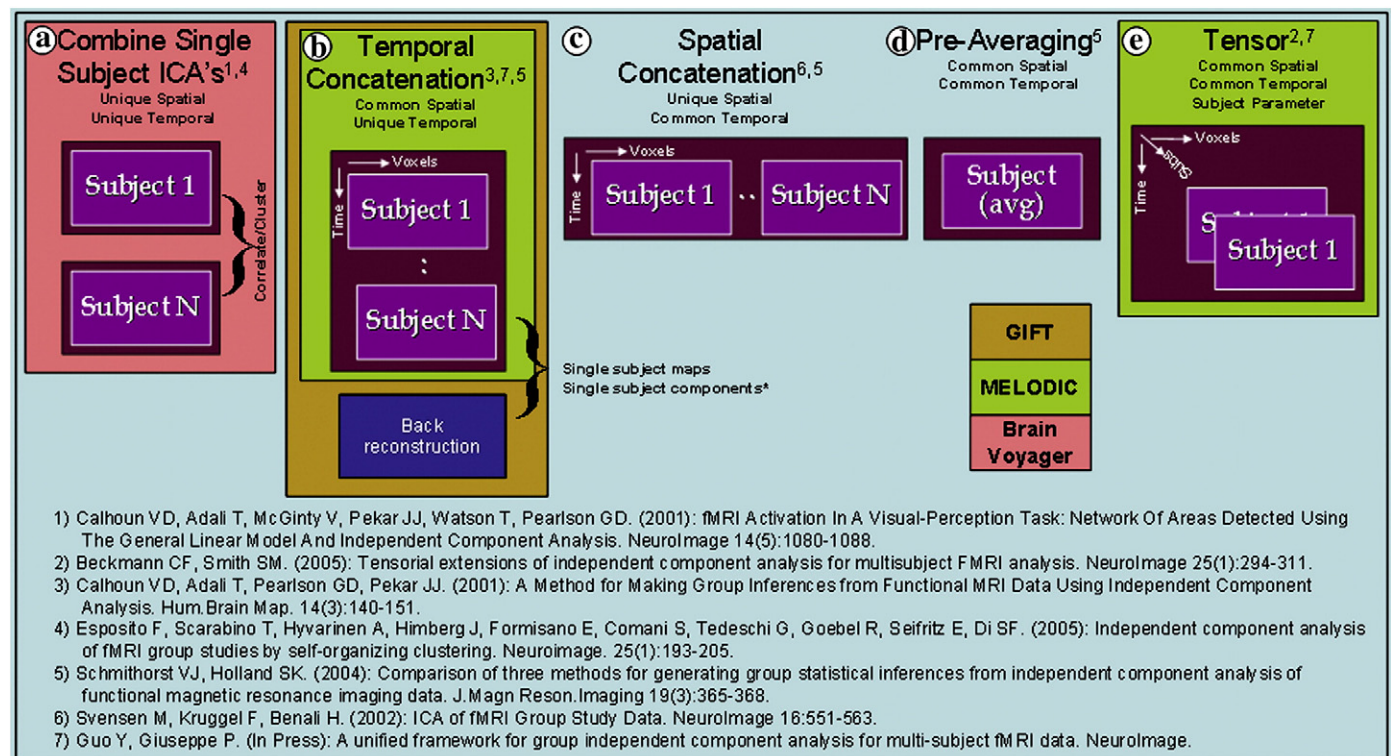 a Combine Single
Subject ICA's1,4
Unique Spatial
Unique Temporal
Subject 1
Subject N
Correlate/Cluster
b Temporal
Concatenation3,7,5
Common Spatial
Unique Temporal
Voxels
Time
Subject 1
:
Subject N
Back
reconstruction
Single subject maps
Single subject components*
c Spatial
Concatenation6,5
Unique Spatial
Common Temporal
Voxels
Time
Subject 1 .. Subject N
d Pre-Averaging5
Common Spatial
Common Temporal
Subject
(avg)
e Tensor2,7
Common Spatial
Common Temporal
Subject Parameter
Voxels
Subs
Time
Subject 1
GIFT
MELODIC
Brain
Voyager
1) Calhoun VD, Adali T, McGinty V, Pekar JJ, Watson T, Pearlson GD. (2001): fMRI Activation In A Visual-Perception Task: Network Of Areas Detected Using
The General Linear Model And Independent Component Analysis. NeuroImage 14(5):1080-1088.
2) Beckmann CF, Smith SM. (2005): Tensorial extensions of independent component analysis for multisubject FMRI analysis. NeuroImage 25(1):294-311.
3) Calhoun VD, Adali T, Pearlson GD, Pekar JJ. (2001): A Method for Making Group Inferences from Functional MRI Data Using Independent Component
Analysis. Hum.Brain Map. 14(3):140-151.
4) Esposito F, Scarabino T, Hyvarinen A, Himberg J, Formisano E, Comani S, Tedeschi G, Goebel R, Seifritz E, Di SF. (2005): Independent component analysis
of fMRI group studies by self-organizing clustering. Neuroimage. 25(1):193-205.
5) Schmithorst VJ, Holland SK. (2004): Comparison of three methods for generating group statistical inferences from independent component analysis of
functional magnetic resonance imaging data. J.Magn Reson.Imaging 19(3):365-368.
6) Svensen M, Kruggel F, Benali H. (2002): ICA of fMRI Group Study Data. NeuroImage 16:551-563.
7) Guo Y, Giuseppe P. (In Press): A unified framework for group independent component analysis for multi-subject fMRI data. NeuroImage.